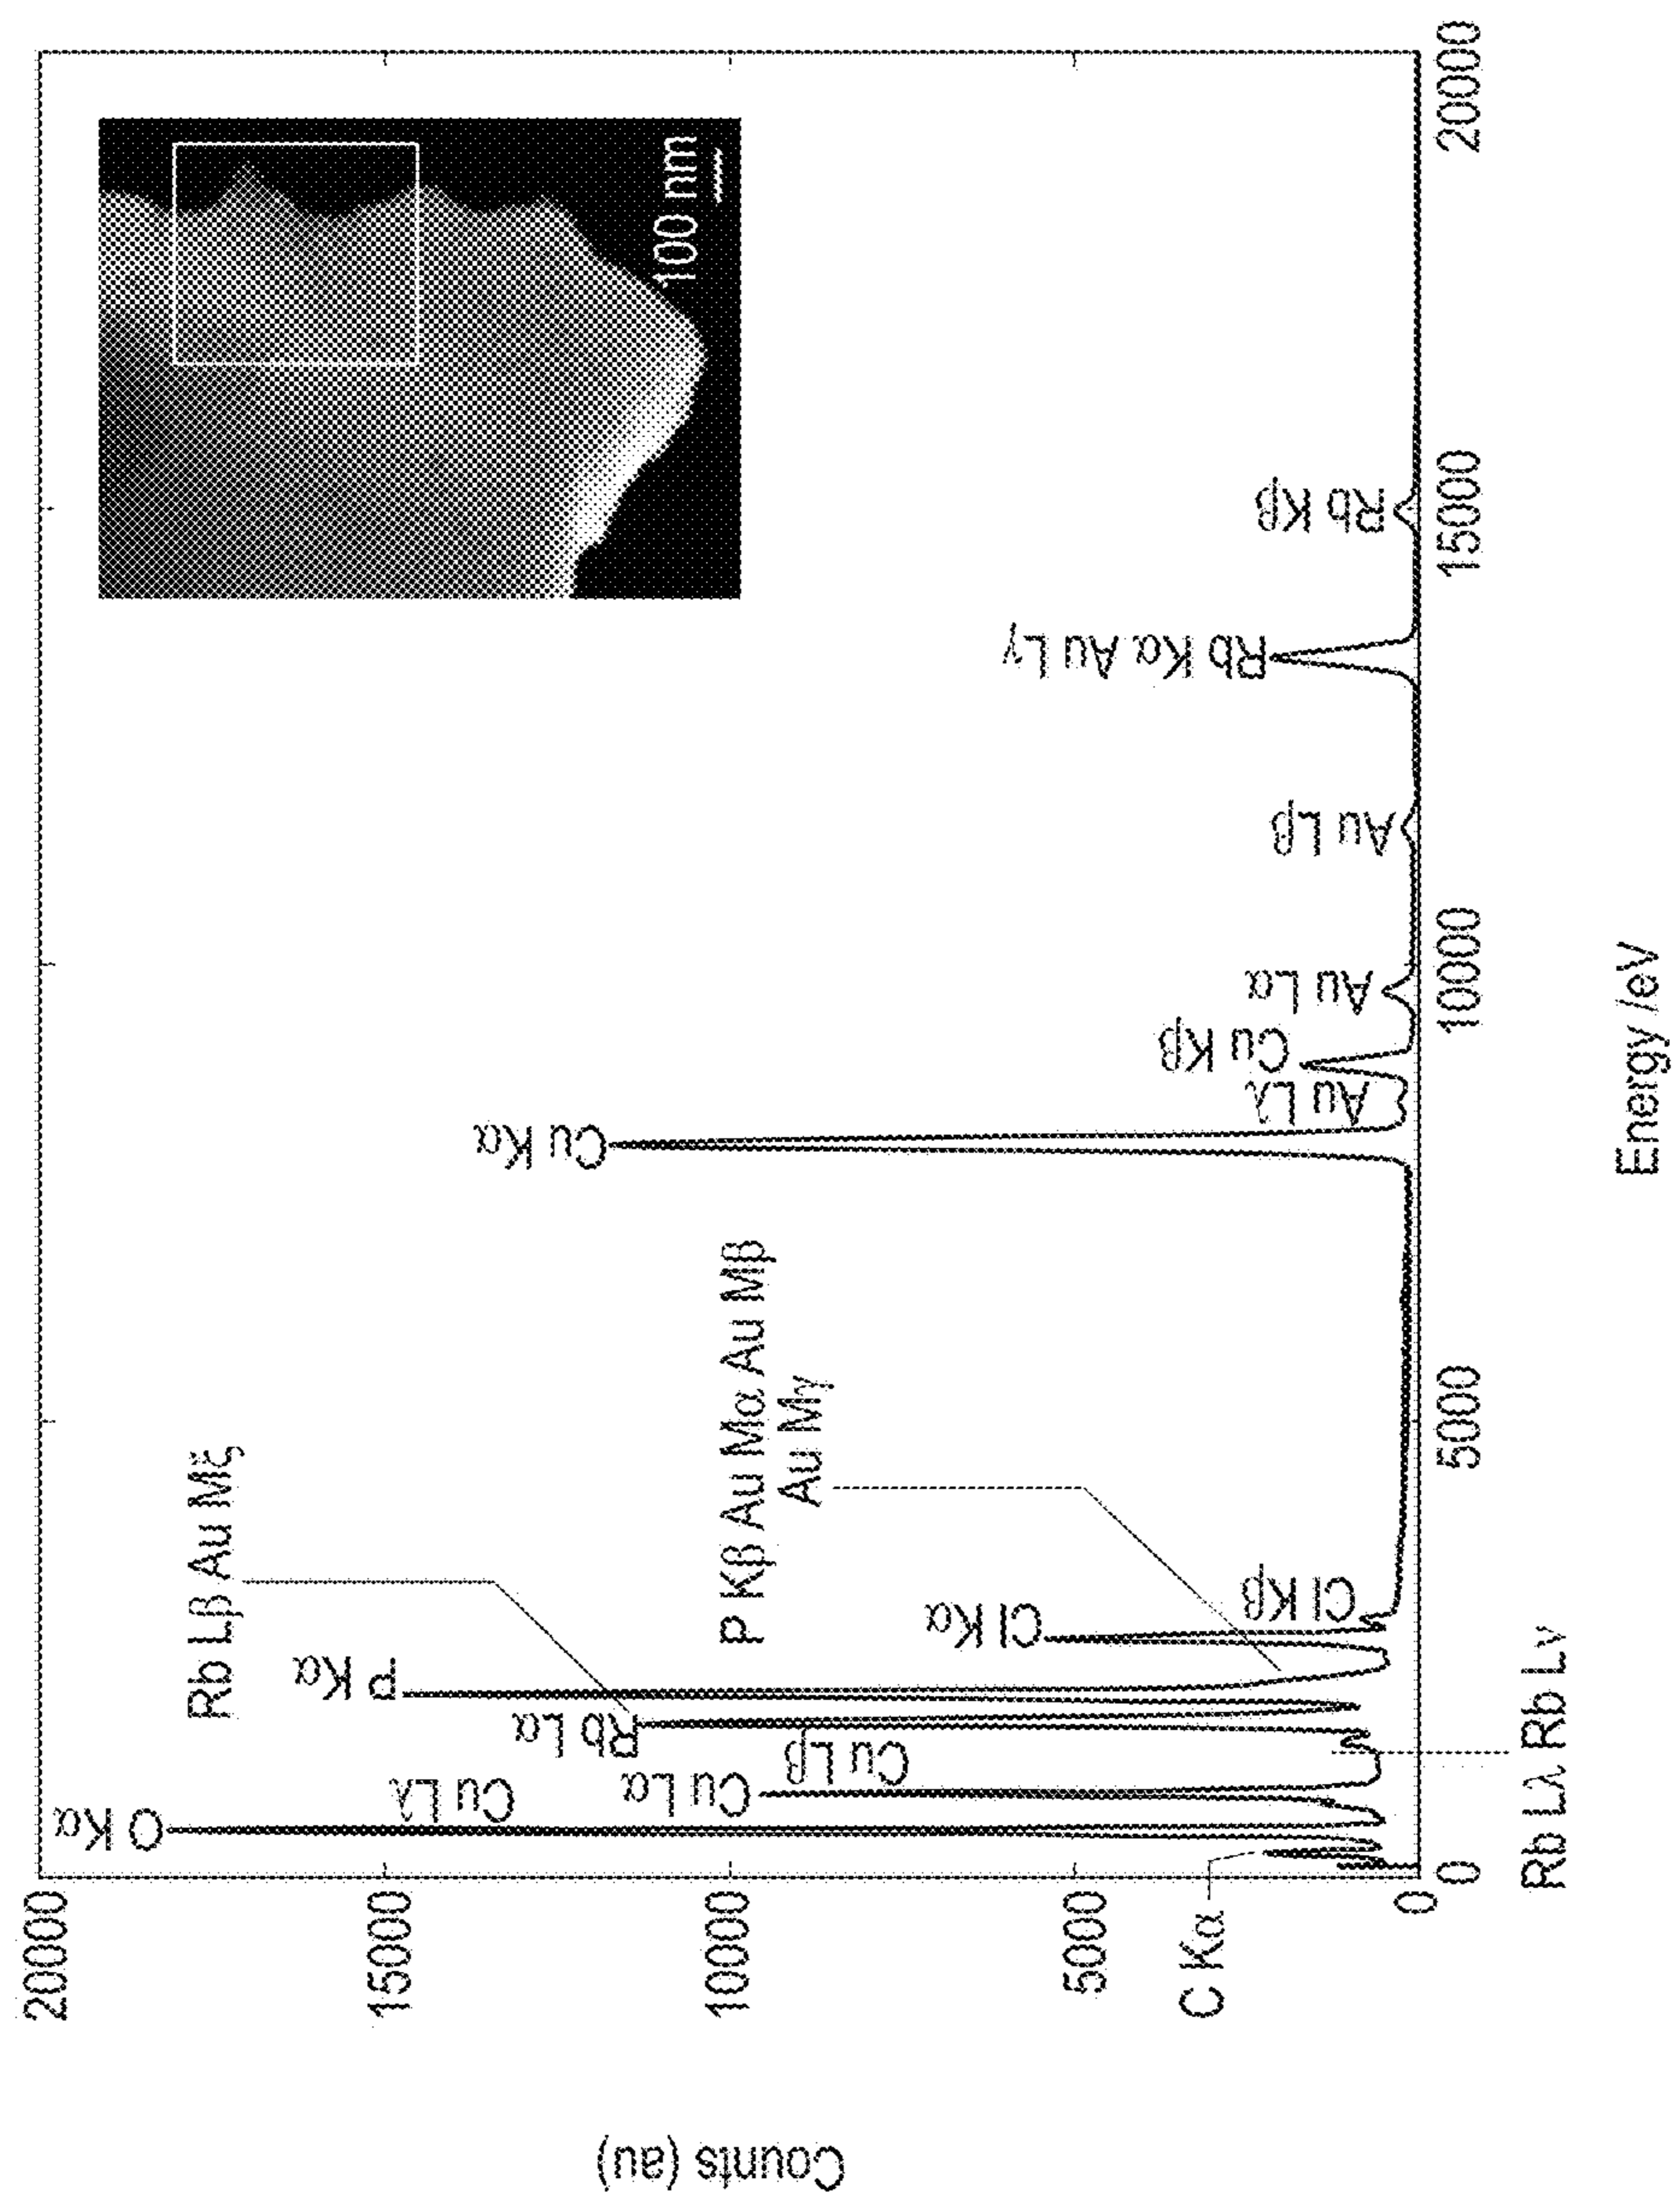 Counts (au)
20000
15000
10000
5000
0
O Kα
Cu Lλ
Cu Lα
Cu Lβ
C Kα
Rb Lα
Rb Lβ Au Mξ
P Kα
P Kβ Au Mα Au Mβ
Au Mγ
Cl Kα
Cl Kβ
Cu Kα
Au Lλ
Cu Kβ
Au Lα
Au Lβ
Rb Kα Au Lγ
Rb Kβ
100 nm
0
5000
10000
15000
20000
Rb Lλ Rb Lν
Energy /eV